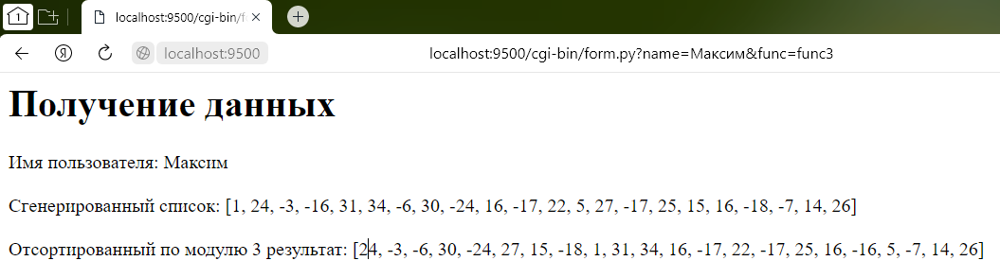 1
localhost:9500/cgi-bin/f
localhost:9500
localhost:9500/cgi-bin/form.py?name=Максим&func=func3
Получение данных
Имя пользователя: Максим
Сгенерированный список: [1, 24, -3, -16, 31, 34, -6, 30, -24, 16, -17, 22, 5, 27, -17, 25, 15, 16, -18, -7, 14, 26]
Отсортированный по модулю 3 результат: [24, -3, -6, 30, -24, 27, 15, -18, 1, 31, 34, 16, -17, 22, -17, 25, 16, -16, 5, -7, 14, 26]